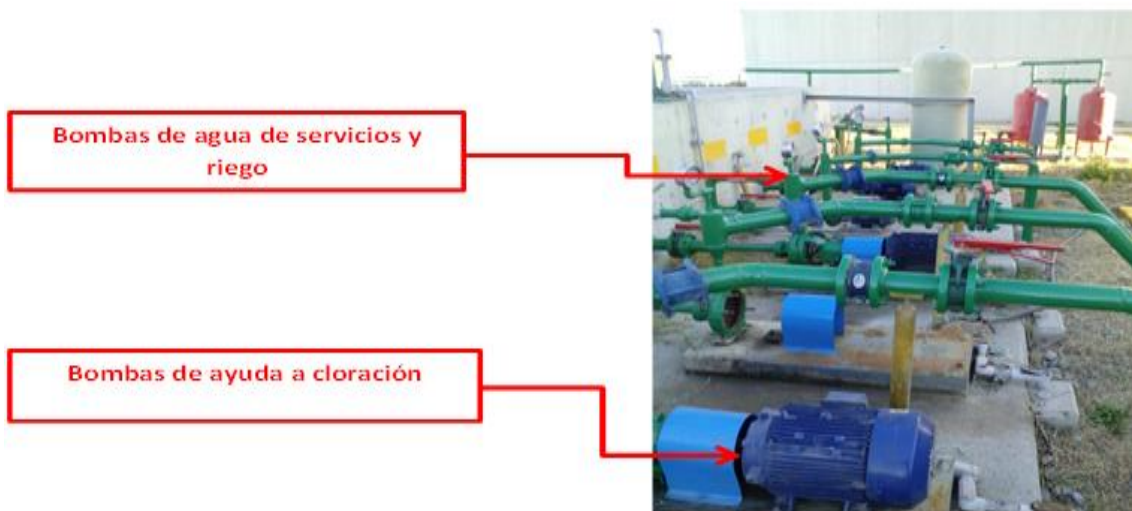 Bombas de agua de servicios y
riego
Bombas de ayuda a cloración